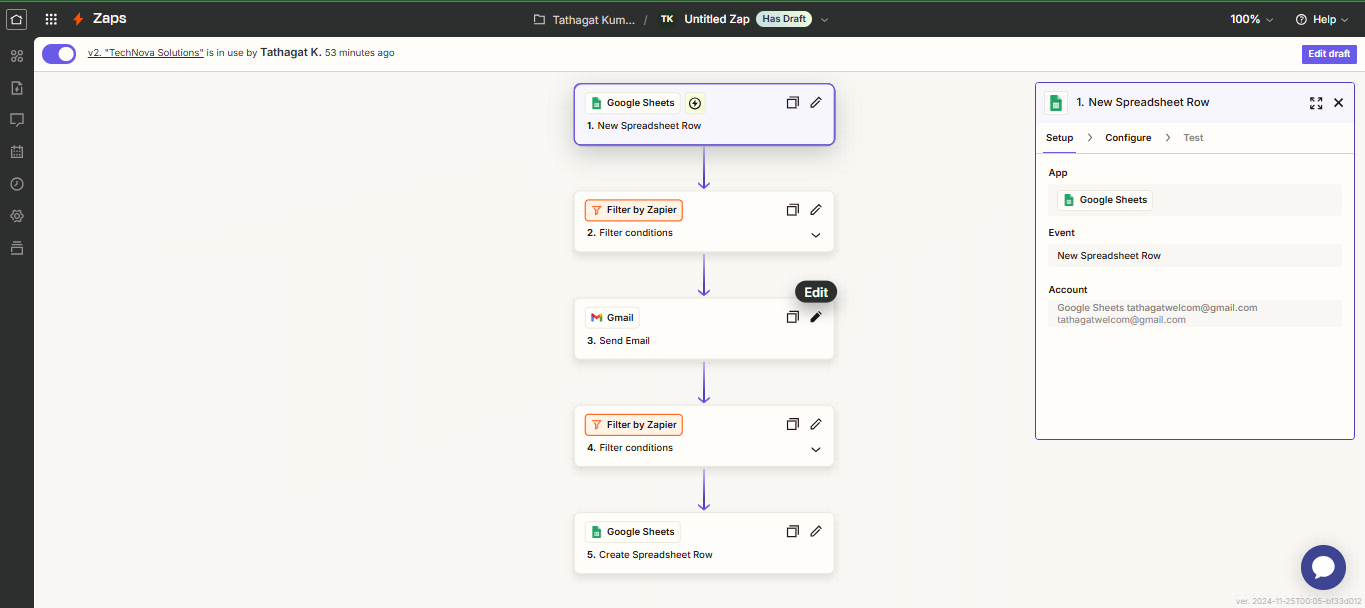 Zaps
Tathagat Kum... / TK Untitled Zap Has Draft
100% Help
v2. "TechNova Solutions" is in use by Tathagat K. 53 minutes ago
Edit draft
Google Sheets
1. New Spreadsheet Row
Filter by Zapier
2. Filter conditions
Edit
Gmail
3. Send Email
Filter by Zapier
4. Filter conditions
Google Sheets
5. Create Spreadsheet Row
1. New Spreadsheet Row
Setup Configure Test
App
Google Sheets
Event
New Spreadsheet Row
Account
Google Sheets tathagatwelcom@gmail.com
tathagatwelcom@gmail.com
ver. 2024-11-25T00:05-bf33d012